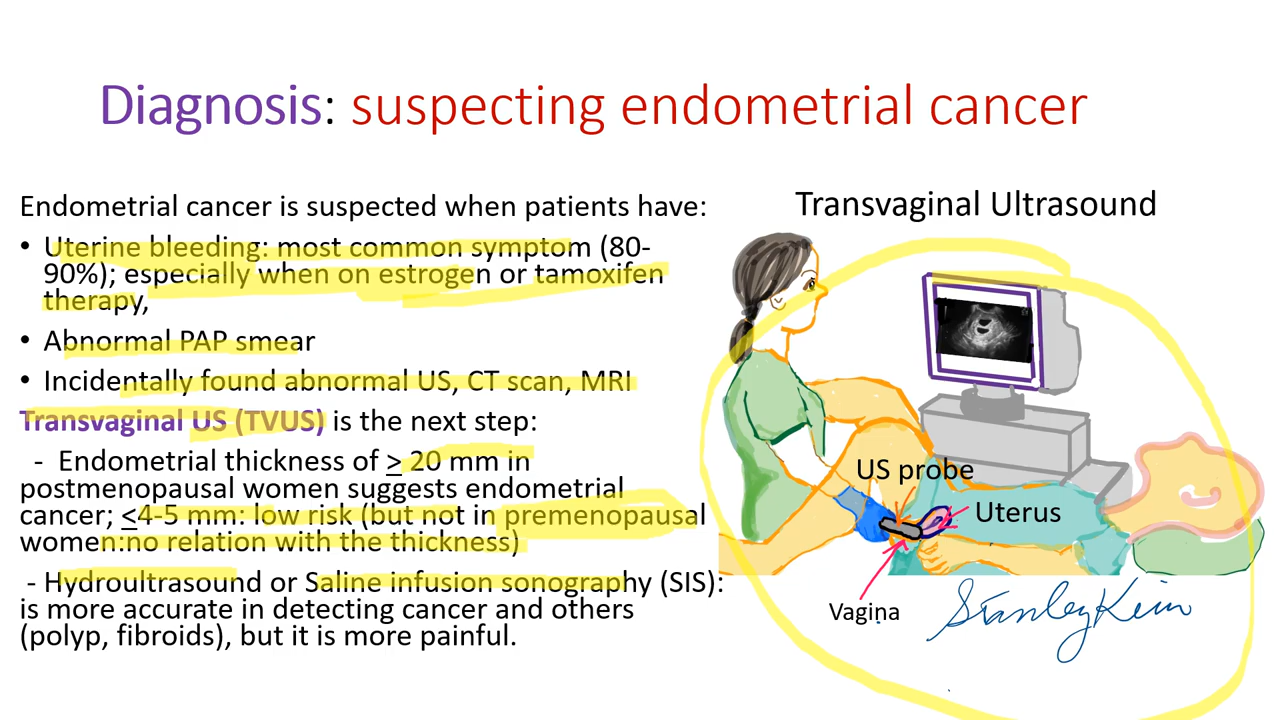 Diagnosis: suspecting endometrial cancer
Endometrial cancer is suspected when patients have:
• Uterine bleeding: most common symptom (80-
90%); especially when on estrogen or tamoxifen
therapy,
• Abnormal PAP smear
• Incidentally found abnormal US, CT scan, MRI
Transvaginal US (TVUS) is the next step:
- Endometrial thickness of > 20 mm in
postmenopausal women suggests endometrial
cancer; <4-5 mm: low risk (but not in premenopausal
women:no relation with the thickness)
- Hydroultrasound or Saline infusion sonography (SIS):
is more accurate in detecting cancer and others
(polyp, fibroids), but it is more painful.
Transvaginal Ultrasound
US probe
Uterus
Vagina
Stanley Kim